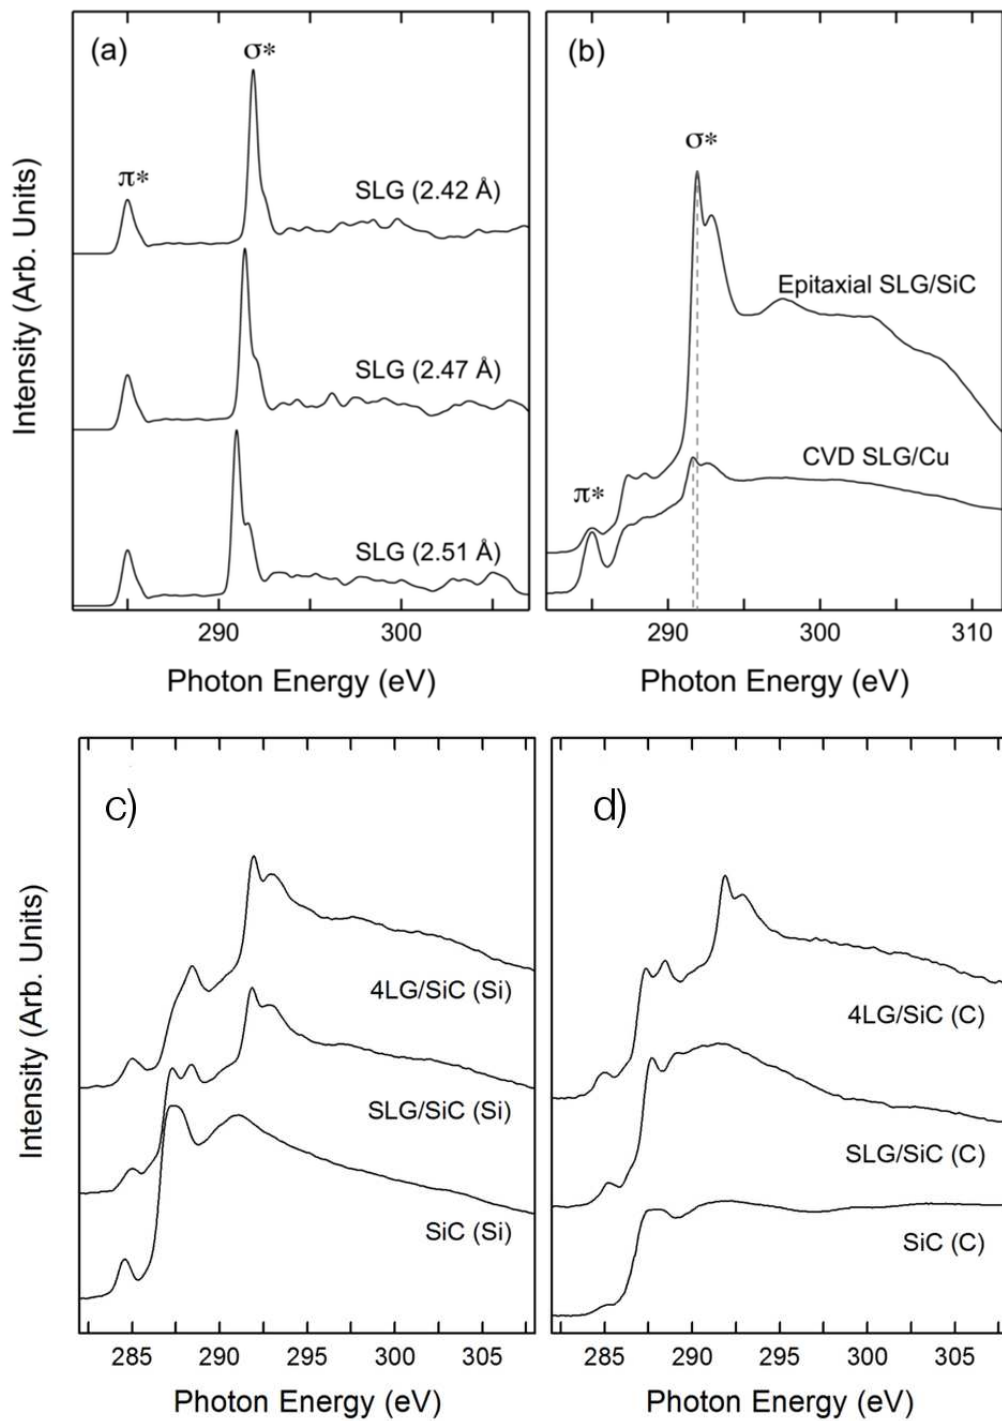 (a)
σ*
π*
SLG (2.42 Å)
SLG (2.47 Å)
SLG (2.51 Å)
290
300
Photon Energy (eV)
Intensity (Arb. Units)
(b)
σ*
Epitaxial SLG/SiC
CVD SLG/Cu
π*
290
300
310
Photon Energy (eV)
c)
4LG/SiC (Si)
SLG/SiC (Si)
SiC (Si)
285
290
295
300
305
Photon Energy (eV)
Intensity (Arb. Units)
d)
4LG/SiC (C)
SLG/SiC (C)
SiC (C)
285
290
295
300
305
Photon Energy (eV)